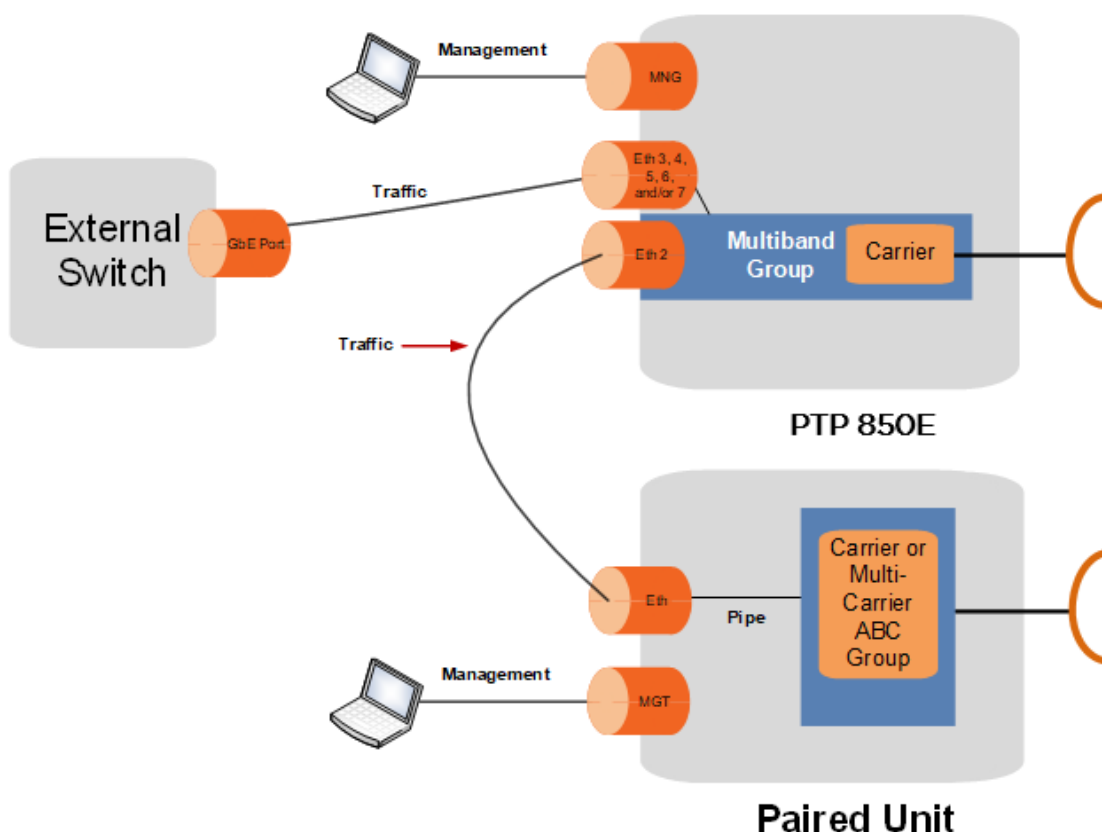 Management
MNG
External
Switch
GbE Port
Traffic
Eth 3, 4,
5, 6,
and/or 7
Eth 2
Multiband
Group
Carrier
Traffic
PTP 850E
Eth
Pipe
Carrier or
Multi-
Carrier
ABC
Group
Management
MGT
Paired Unit